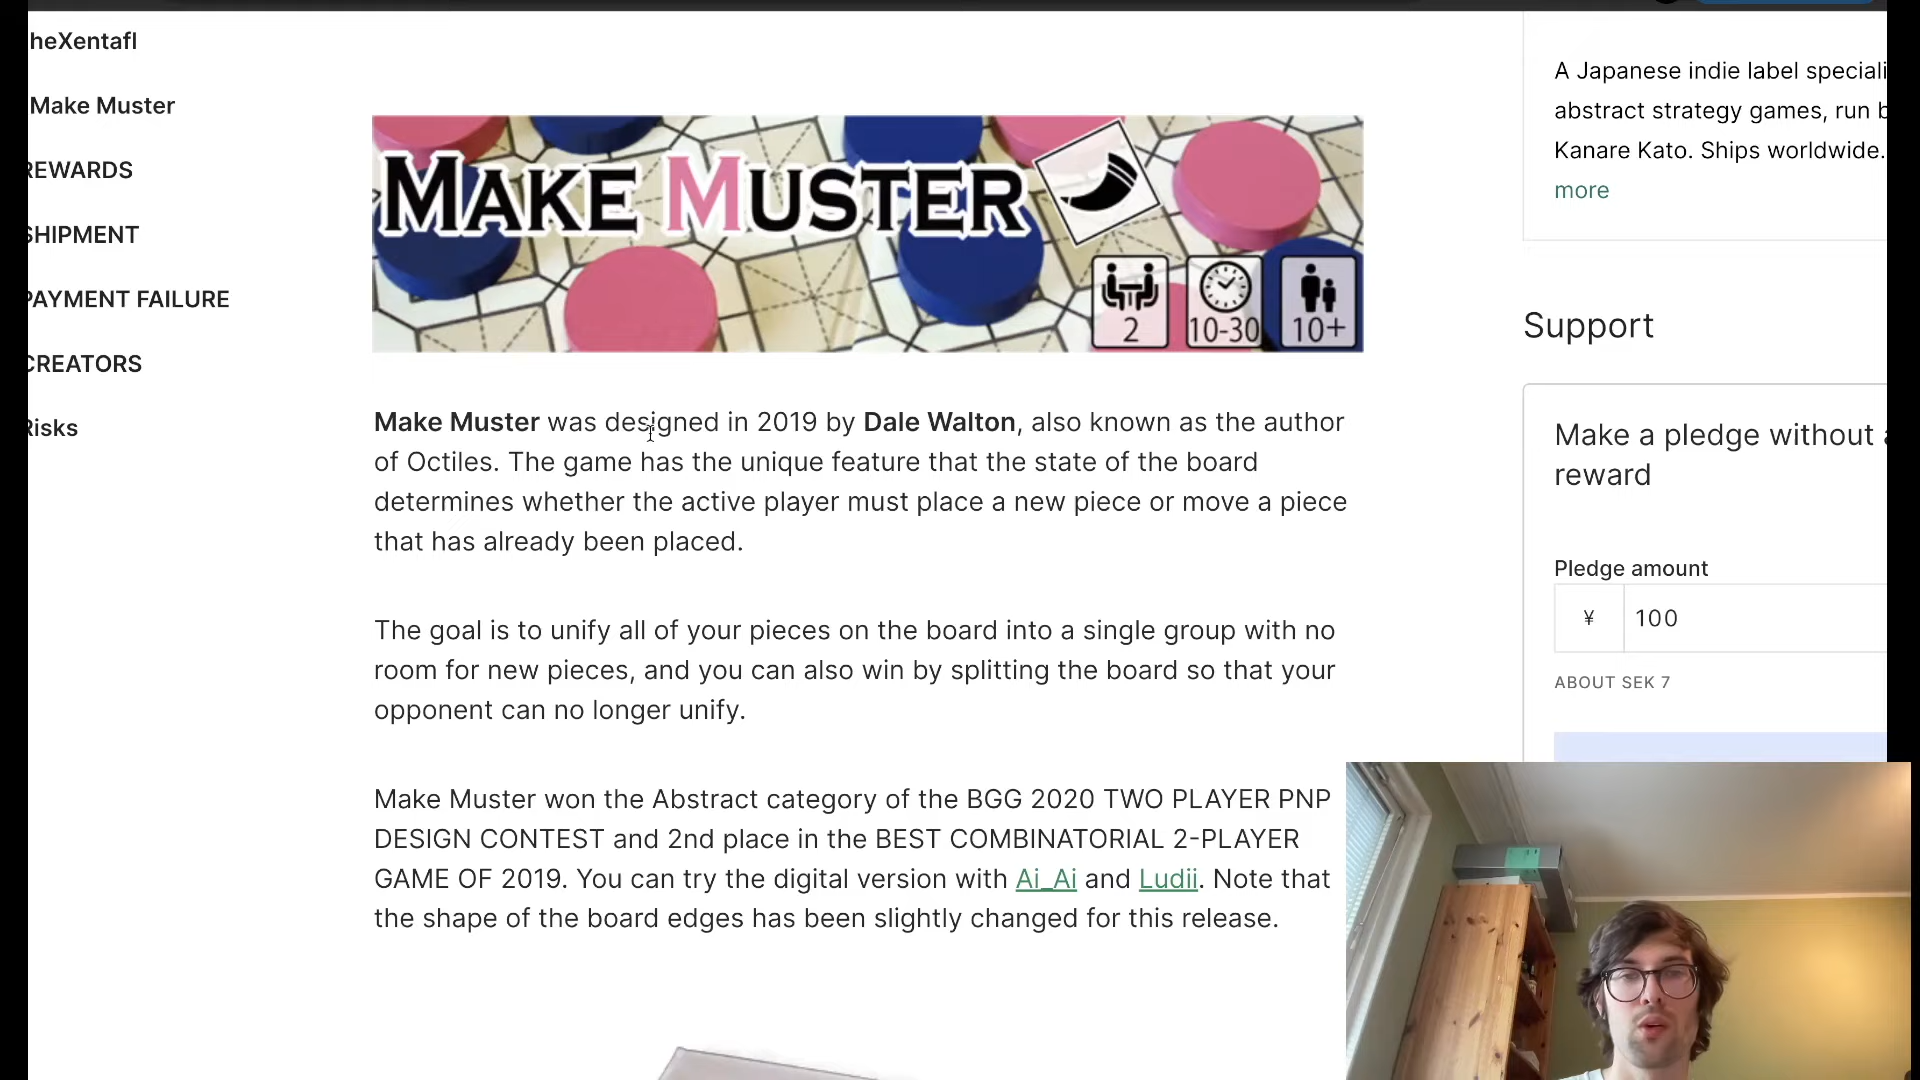 heXentafl
Make Muster
REWARDS
SHIPMENT
PAYMENT FAILURE
CREATORS
Risks
MAKE MUSTER
2
10-30
10+
Make Muster was designed in 2019 by Dale Walton, also known as the author
of Octiles. The game has the unique feature that the state of the board
determines whether the active player must place a new piece or move a piece
that has already been placed.
The goal is to unify all of your pieces on the board into a single group with no
room for new pieces, and you can also win by splitting the board so that your
opponent can no longer unify.
Make Muster won the Abstract category of the BGG 2020 TWO PLAYER PNP
DESIGN CONTEST and 2nd place in the BEST COMBINATORIAL 2-PLAYER
GAME OF 2019. You can try the digital version with Ai_Ai and Ludii. Note that
the shape of the board edges has been slightly changed for this release.
A Japanese indie label speciali
abstract strategy games, run b
Kanare Kato. Ships worldwide.
more
Support
Make a pledge without a
reward
Pledge amount
¥ 100
ABOUT SEK 7